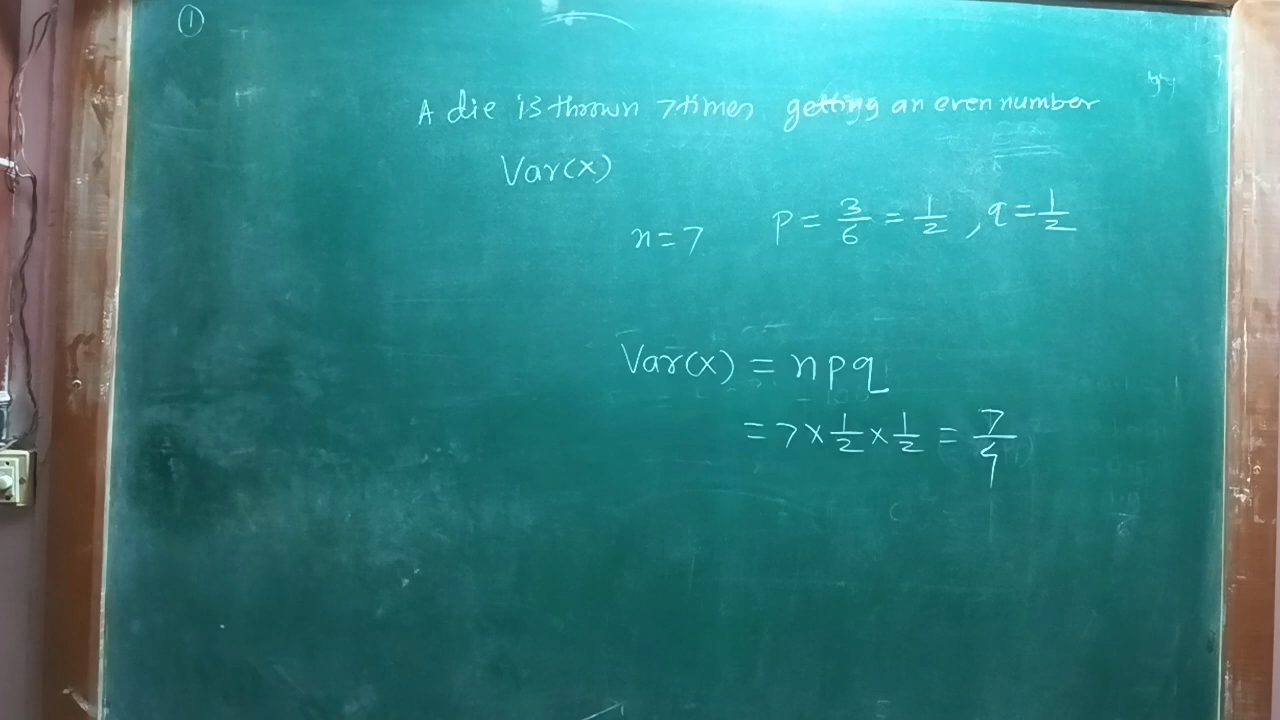 ①
A die is thrown 7 times, getting an even number
Var(x)
n = 7 p = 3/6 = 1/2 , q = 1/2
Var(x) = npq
= 7 × 1/2 × 1/2 = 7/4